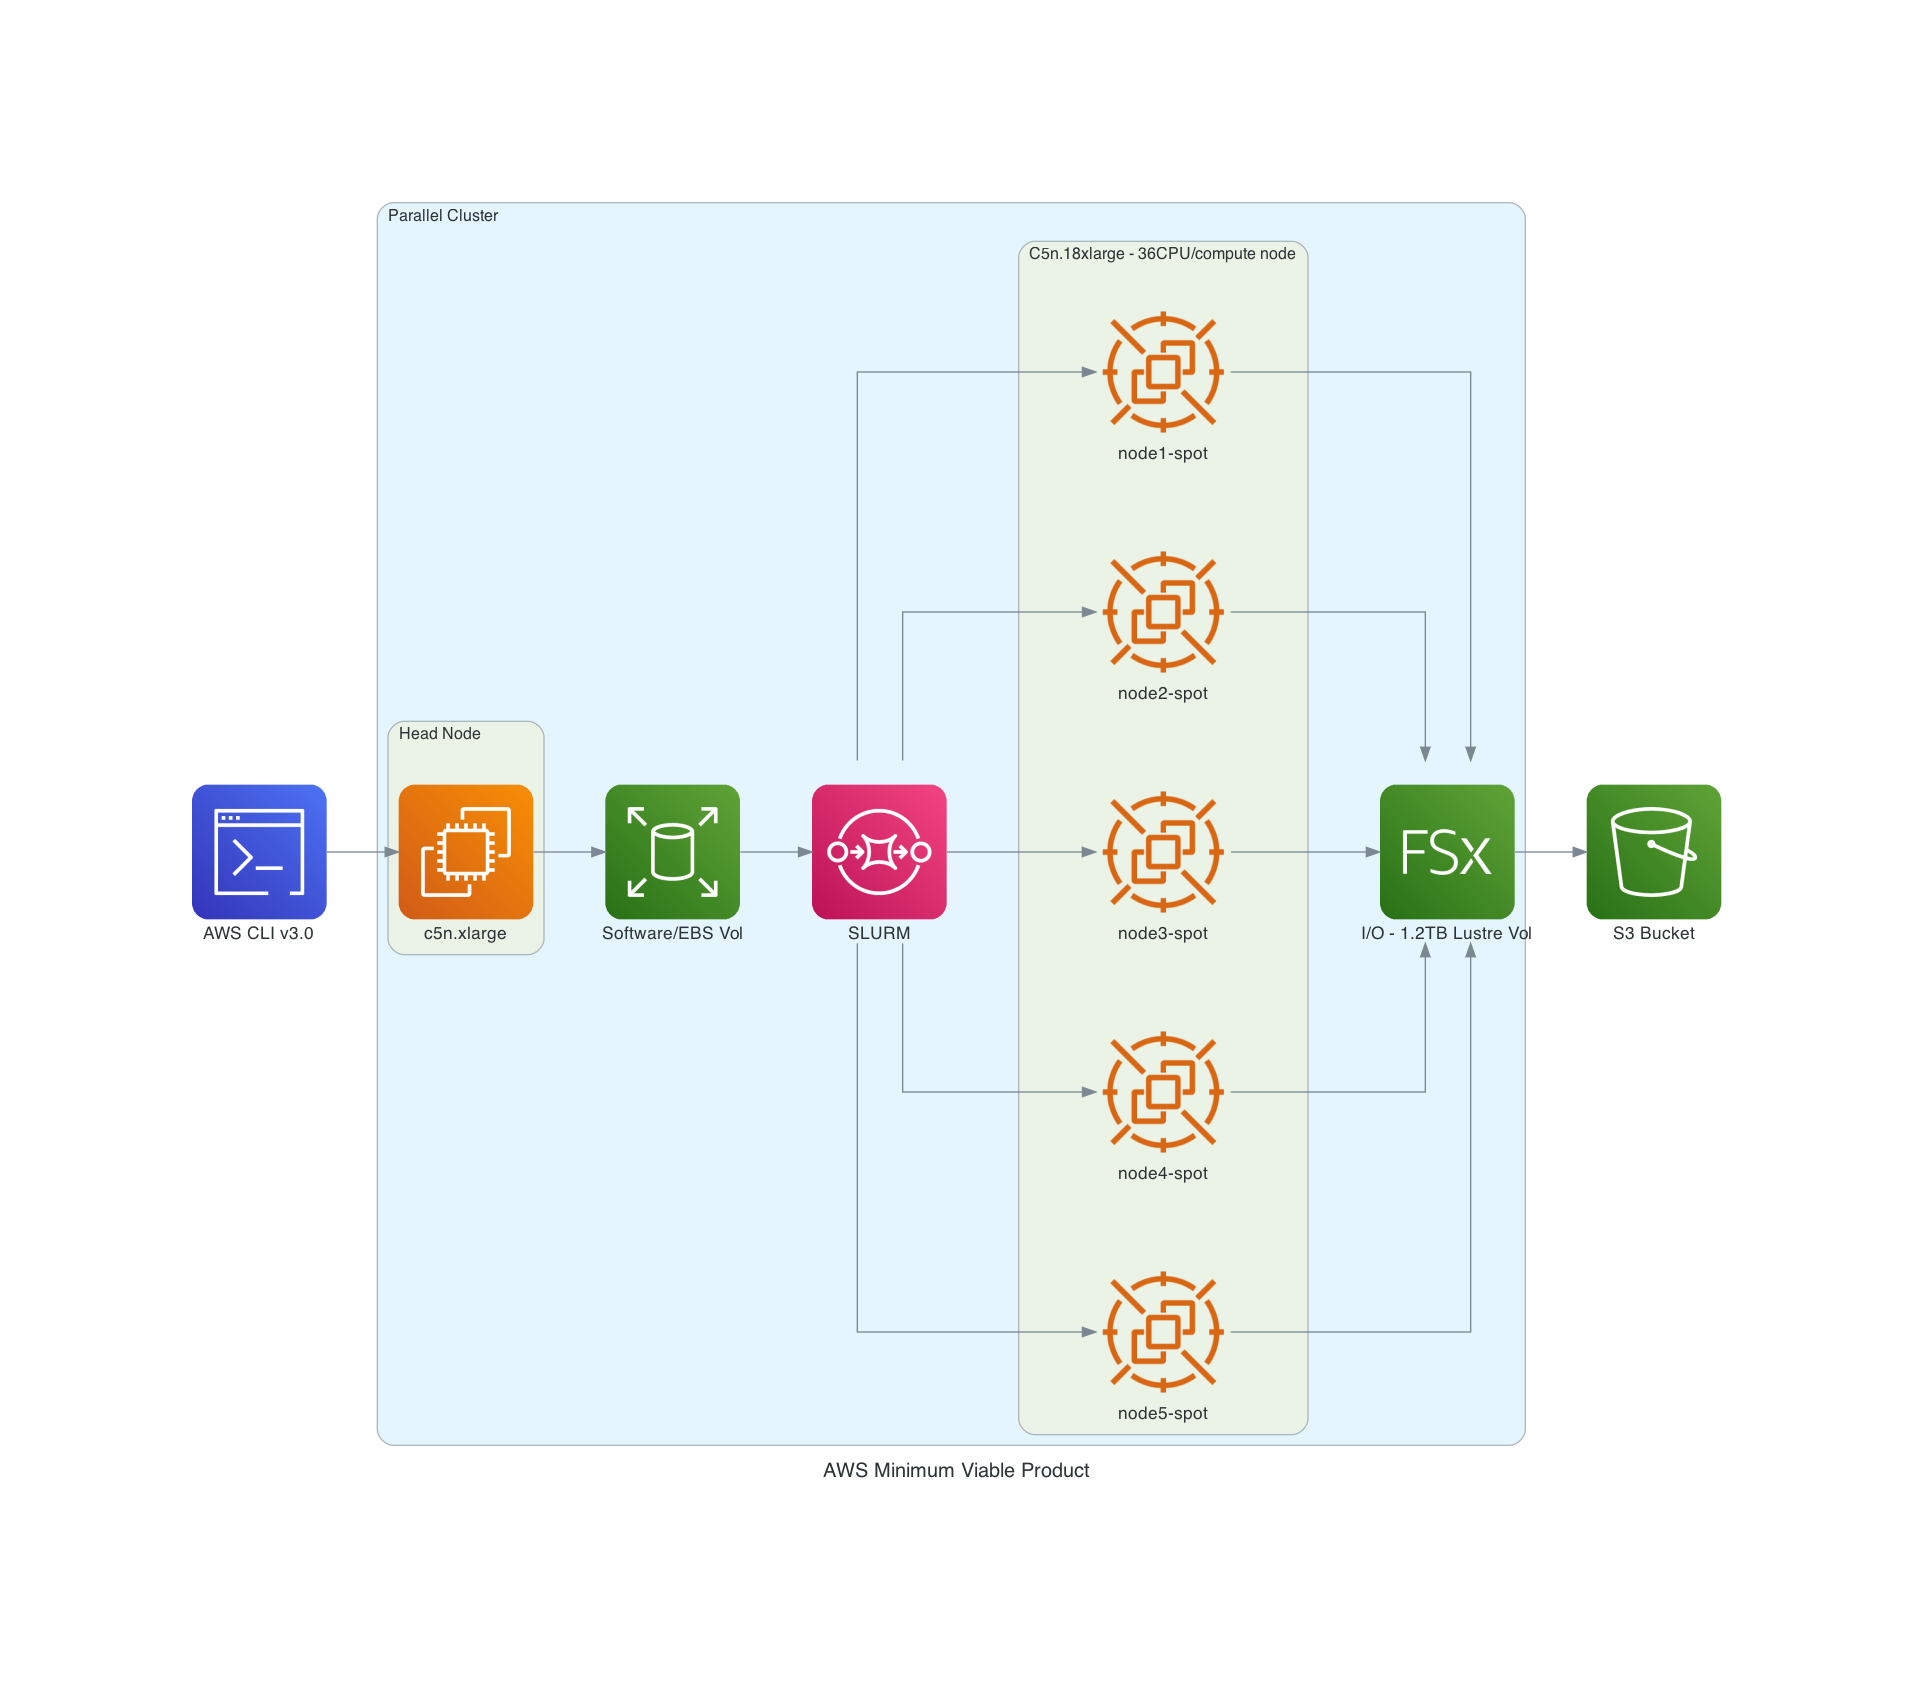 Parallel Cluster
C5n.18xlarge - 36CPU/compute node
node1-spot
node2-spot
Head Node
FSx
AWS CLI v3.0
c5n.xlarge
Software/EBS Vol
SLURM
node3-spot
I/O - 1.2TB Lustre Vol
S3 Bucket
node4-spot
node5-spot
AWS Minimum Viable Product